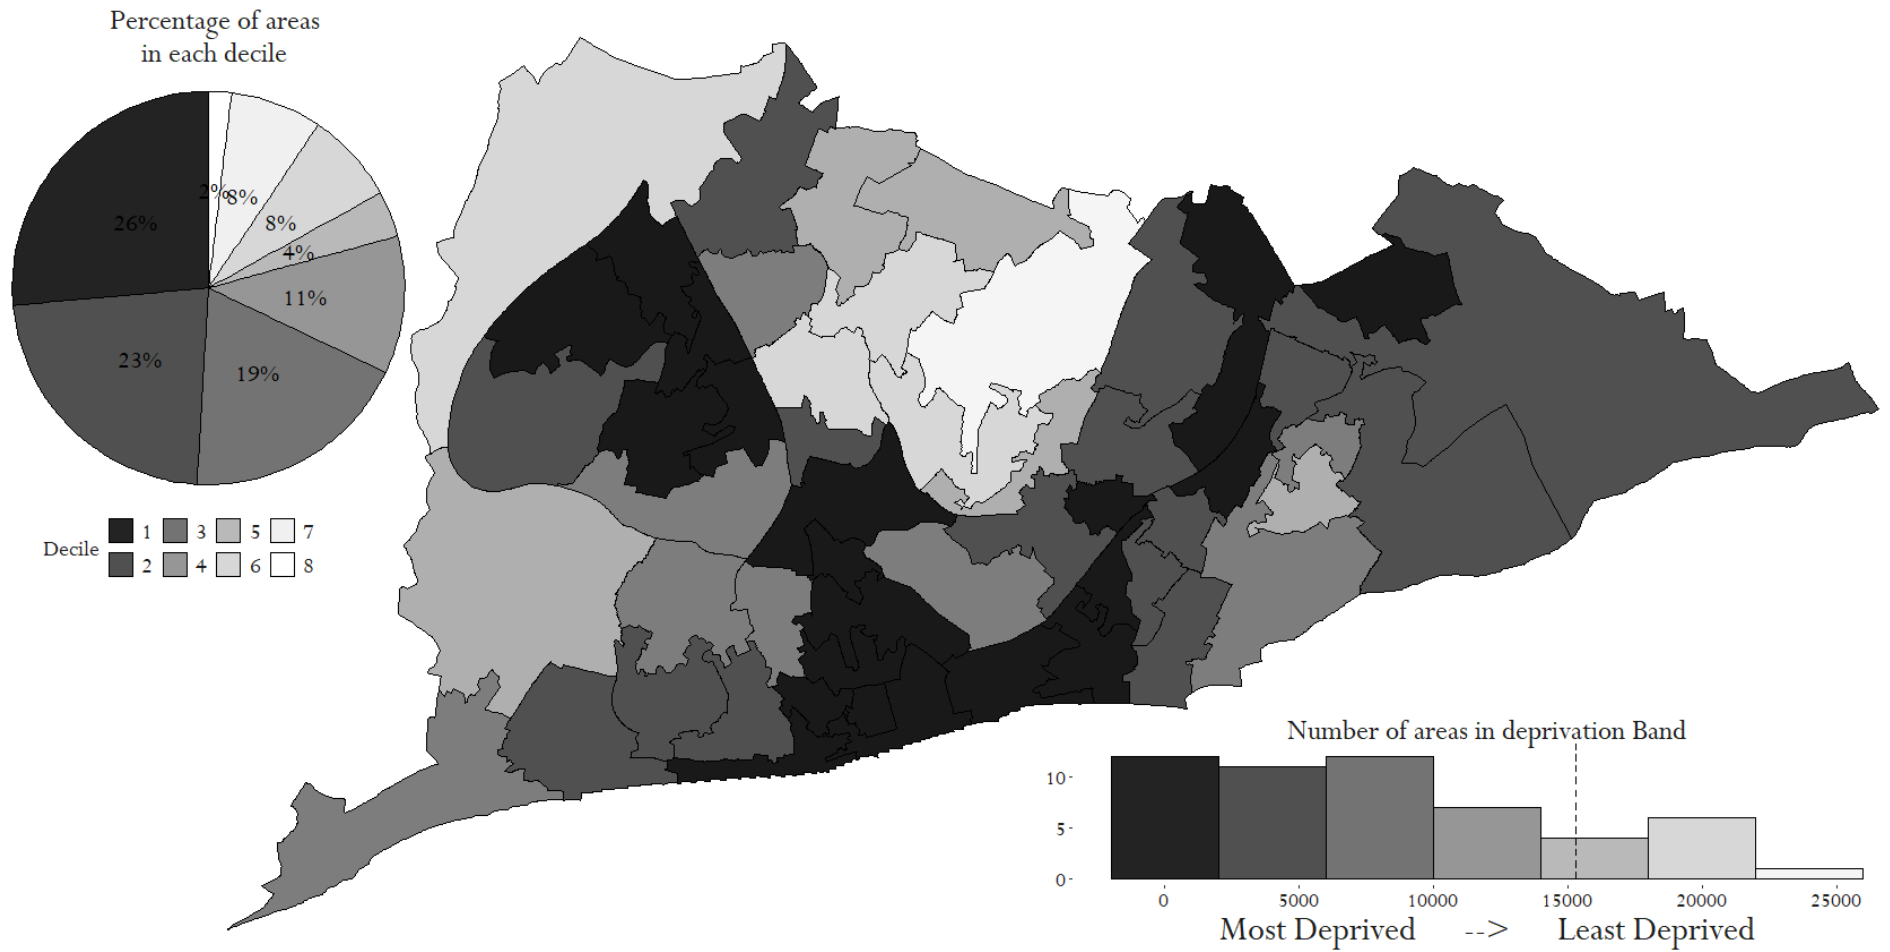 Percentage of areas
in each decile
2%
8%
8%
26%
4%
11%
23%
19%
Decile
1 3 5 7
2 4 6 8
Number of areas in deprivation Band
10
5
0
0 5000 10000 15000 20000 25000
Most Deprived --> Least Deprived